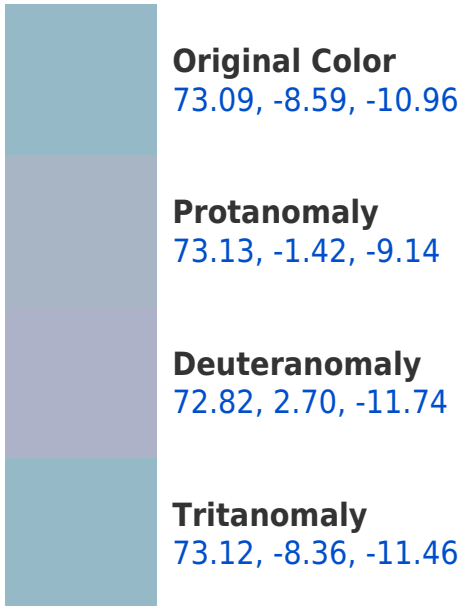 Original Color
73.09, -8.59, -10.96
Protanomaly
73.13, -1.42, -9.14
Deuteranomaly
72.82, 2.70, -11.74
Tritanomaly
73.12, -8.36, -11.46